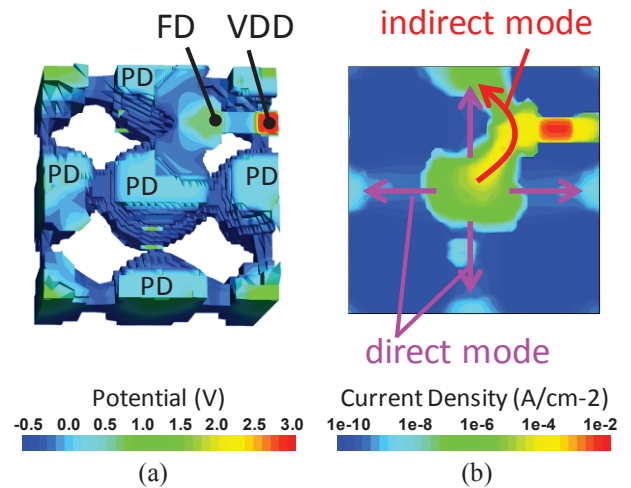 FD VDD
indirect mode
PD
PD
PD
PD
PD
direct mode
Potential (V)
-0.5 0.0 0.5 1.0 1.5 2.0 2.5 3.0
(a)
Current Density (A/cm-2)
1e-10 1e-8 1e-6 1e-4 1e-2
(b)